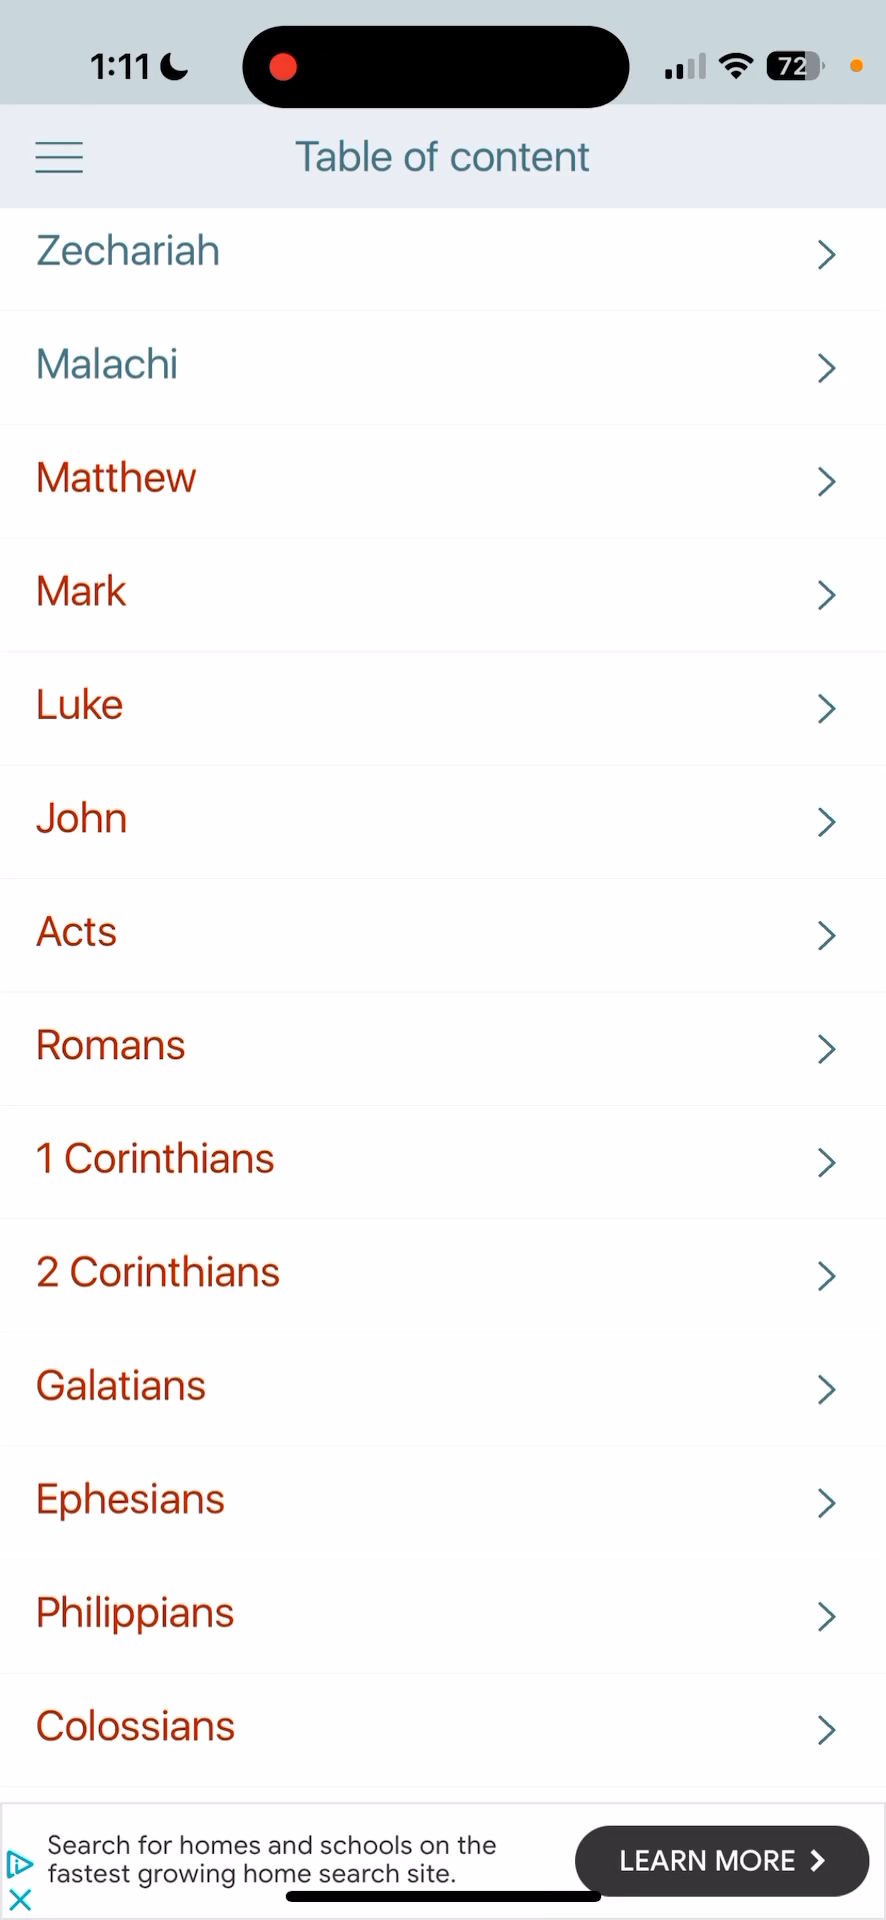 1:11
72
Table of content
Zechariah
Malachi
Matthew
Mark
Luke
John
Acts
Romans
1 Corinthians
2 Corinthians
Galatians
Ephesians
Philippians
Colossians
Search for homes and schools on the
fastest growing home search site.
LEARN MORE